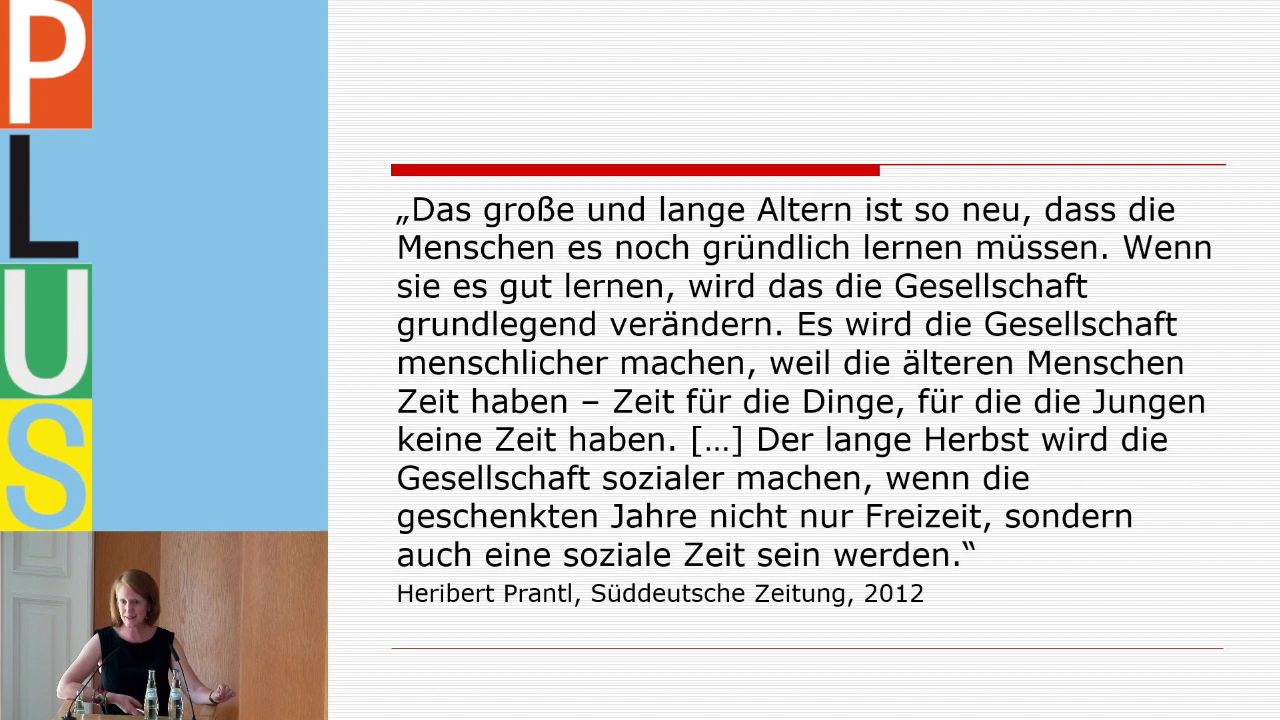 P
L
U
S
„Das große und lange Altern ist so neu, dass die
Menschen es noch gründlich lernen müssen. Wenn
sie es gut lernen, wird das die Gesellschaft
grundlegend verändern. Es wird die Gesellschaft
menschlicher machen, weil die älteren Menschen
Zeit haben – Zeit für die Dinge, für die die Jungen
keine Zeit haben. […] Der lange Herbst wird die
Gesellschaft sozialer machen, wenn die
geschenkten Jahre nicht nur Freizeit, sondern
auch eine soziale Zeit sein werden.“
Heribert Prantl, Süddeutsche Zeitung, 2012